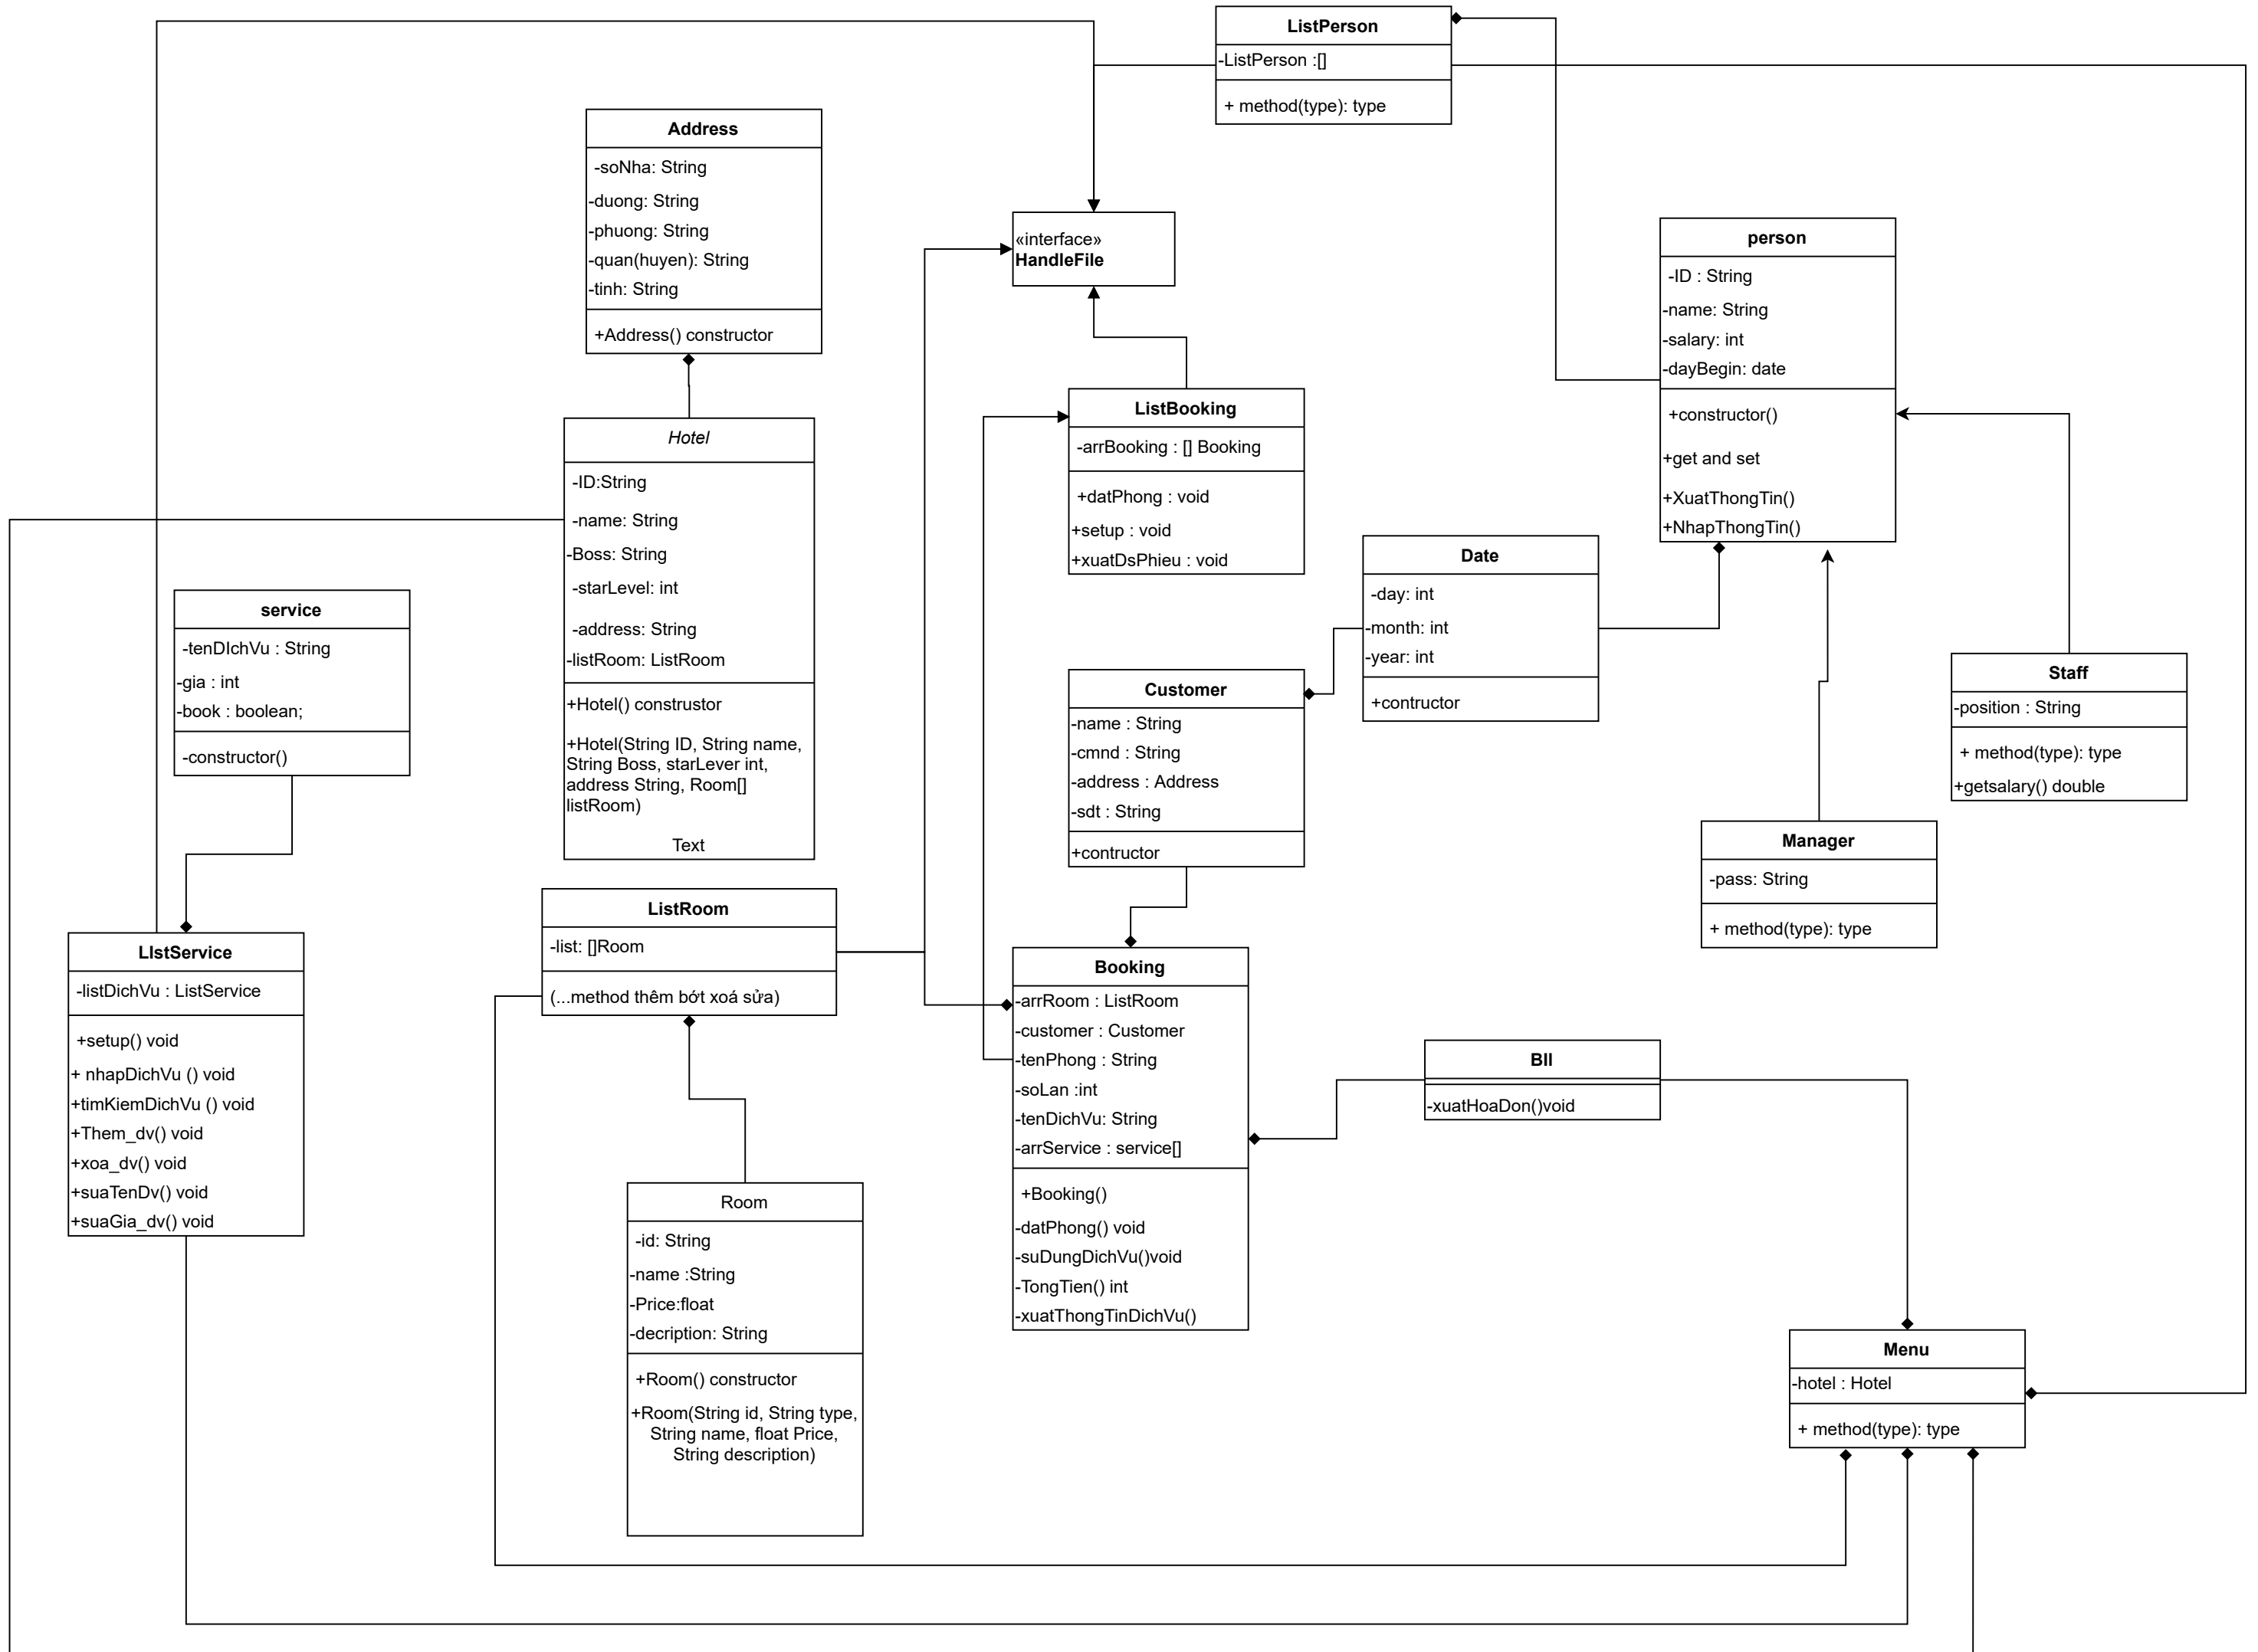 ListPerson
-ListPerson :[]
+ method(type): type
Address
-soNha: String
-duong: String
-phuong: String
-quan(huyen): String
-tinh: String
+Address() constructor
«interface»
HandleFile
person
-ID : String
-name: String
-salary: int
-dayBegin: date
+constructor()
+get and set
+XuatThongTin()
+NhapThongTin()
Hotel
-ID:String
-name: String
-Boss: String
-starLevel: int
-address: String
-listRoom: ListRoom
+Hotel() construstor
+Hotel(String ID, String name,
String Boss, starLever int,
address String, Room[]
listRoom)
Text
ListBooking
-arrBooking : [] Booking
+datPhong : void
+setup : void
+xuatDsPhieu : void
Date
-day: int
-month: int
-year: int
+contructor
service
-tenDIchVu : String
-gia : int
-book : boolean;
-constructor()
Customer
-name : String
-cmnd : String
-address : Address
-sdt : String
+contructor
Staff
-position : String
+ method(type): type
+getsalary() double
Manager
-pass: String
+ method(type): type
ListRoom
-list: []Room
(...method thêm bớt xoá sửa)
LIstService
-listDichVu : ListService
+setup() void
+ nhapDichVu () void
+timKiemDichVu () void
+Them_dv() void
+xoa_dv() void
+suaTenDv() void
+suaGia_dv() void
Booking
-arrRoom : ListRoom
-customer : Customer
-tenPhong : String
-soLan :int
-tenDichVu: String
-arrService : service[]
+Booking()
-datPhong() void
-suDungDichVu()void
-TongTien() int
-xuatThongTinDichVu()
BIl
-xuatHoaDon()void
Room
-id: String
-name :String
-Price:float
-decription: String
+Room() constructor
+Room(String id, String type,
String name, float Price,
String description)
Menu
-hotel : Hotel
+ method(type): type